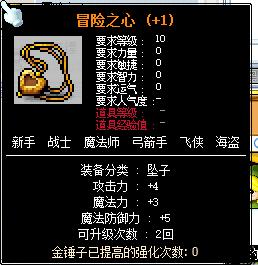 冒险之心 (+1)
要求等级 : 10
要求力量 : 0
要求敏捷 : 0
要求智力 : 0
要求运气 : 0
要求人气度 : -
道具等级 : -
道具经验值 : -
新手 战士 魔法师 弓箭手 飞侠 海盗
装备分类 : 坠子
攻击力 : +4
魔法力 : +3
魔法防御力 : +5
可升级次数 : 2回
金锤子已提高的强化次数: 0